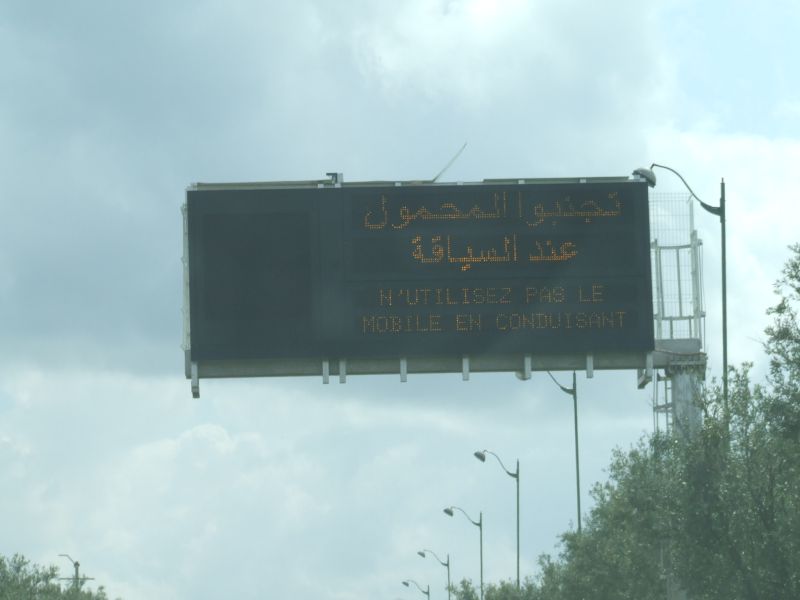 تجنبوا المحمول
عند السياقة
N'UTILISEZ PAS LE
MOBILE EN CONDUISANT